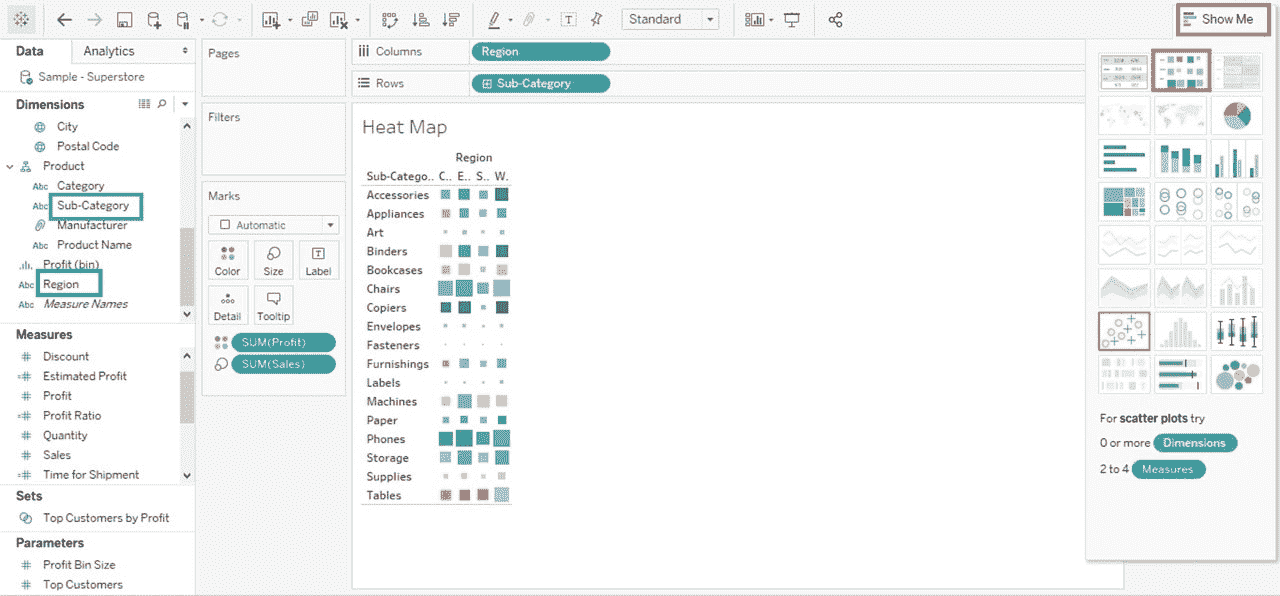 Standard
Show Me
Data
Analytics
Sample - Superstore
Dimensions
City
Postal Code
Product
Abc Category
Abc Sub-Category
Manufacturer
Abc Product Name
Profit (bin)
Abc Region
Abc Measure Names
Measures
# Discount
=# Estimated Profit
# Profit
=# Profit Ratio
# Quantity
# Sales
=# Time for Shipment
Sets
Top Customers by Profit
Parameters
# Profit Bin Size
# Top Customers
Pages
Filters
Marks
Automatic
Color
Size
Label
Detail
Tooltip
SUM(Profit)
SUM(Sales)
Columns
Region
Rows
Sub-Category
Heat Map
Region
Sub-Catego.. C.. E.. S.. W.
Accessories
Appliances
Art
Binders
Bookcases
Chairs
Copiers
Envelopes
Fasteners
Furnishings
Labels
Machines
Paper
Phones
Storage
Supplies
Tables
For scatter plots try
0 or more Dimensions
2 to 4 Measures